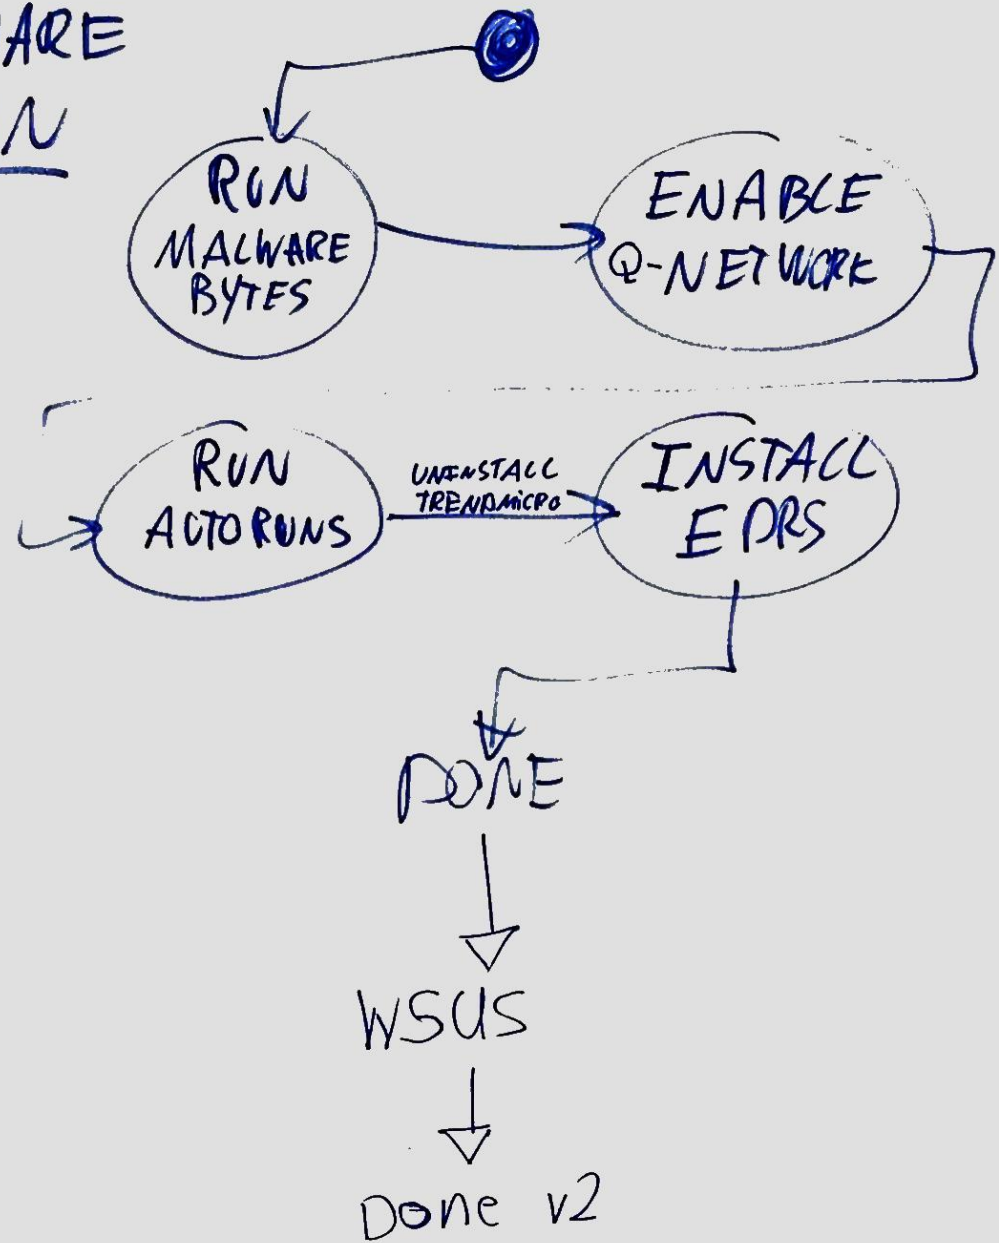 ARE
N
RUN
MALWARE
BYTES
ENABLE
Q-NETWORK
RUN
AUTORUNS
UNINSTALL
TRENDMICRO
INSTALL
EDRS
DONE
WSUS
Done v2